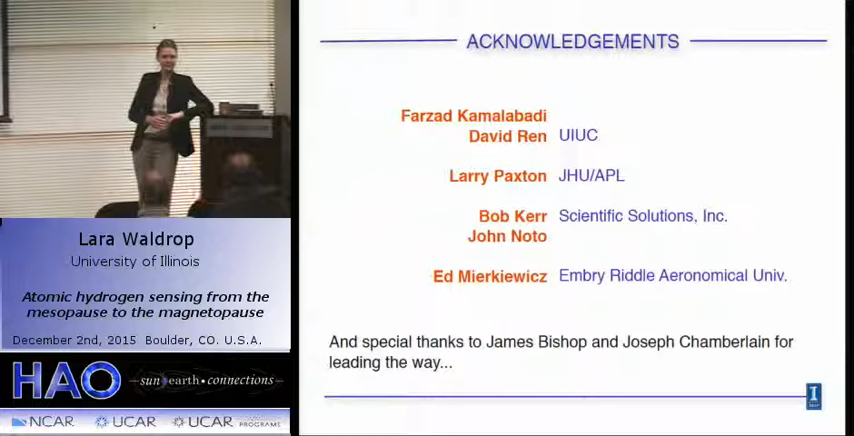 ACKNOWLEDGEMENTS
Farzad Kamalabadi
David Ren UIUC
Larry Paxton JHU/APL
Bob Kerr Scientific Solutions, Inc.
John Noto
Ed Mierkiewicz Embry Riddle Aeronomical Univ.
And special thanks to James Bishop and Joseph Chamberlain for
leading the way...
I
Lara Waldrop
University of Illinois
Atomic hydrogen sensing from the
mesopause to the magnetopause
December 2nd, 2015 Boulder, CO. U.S.A.
HAO sun earth connections
NCAR UCAR UCAR PROGRAMS